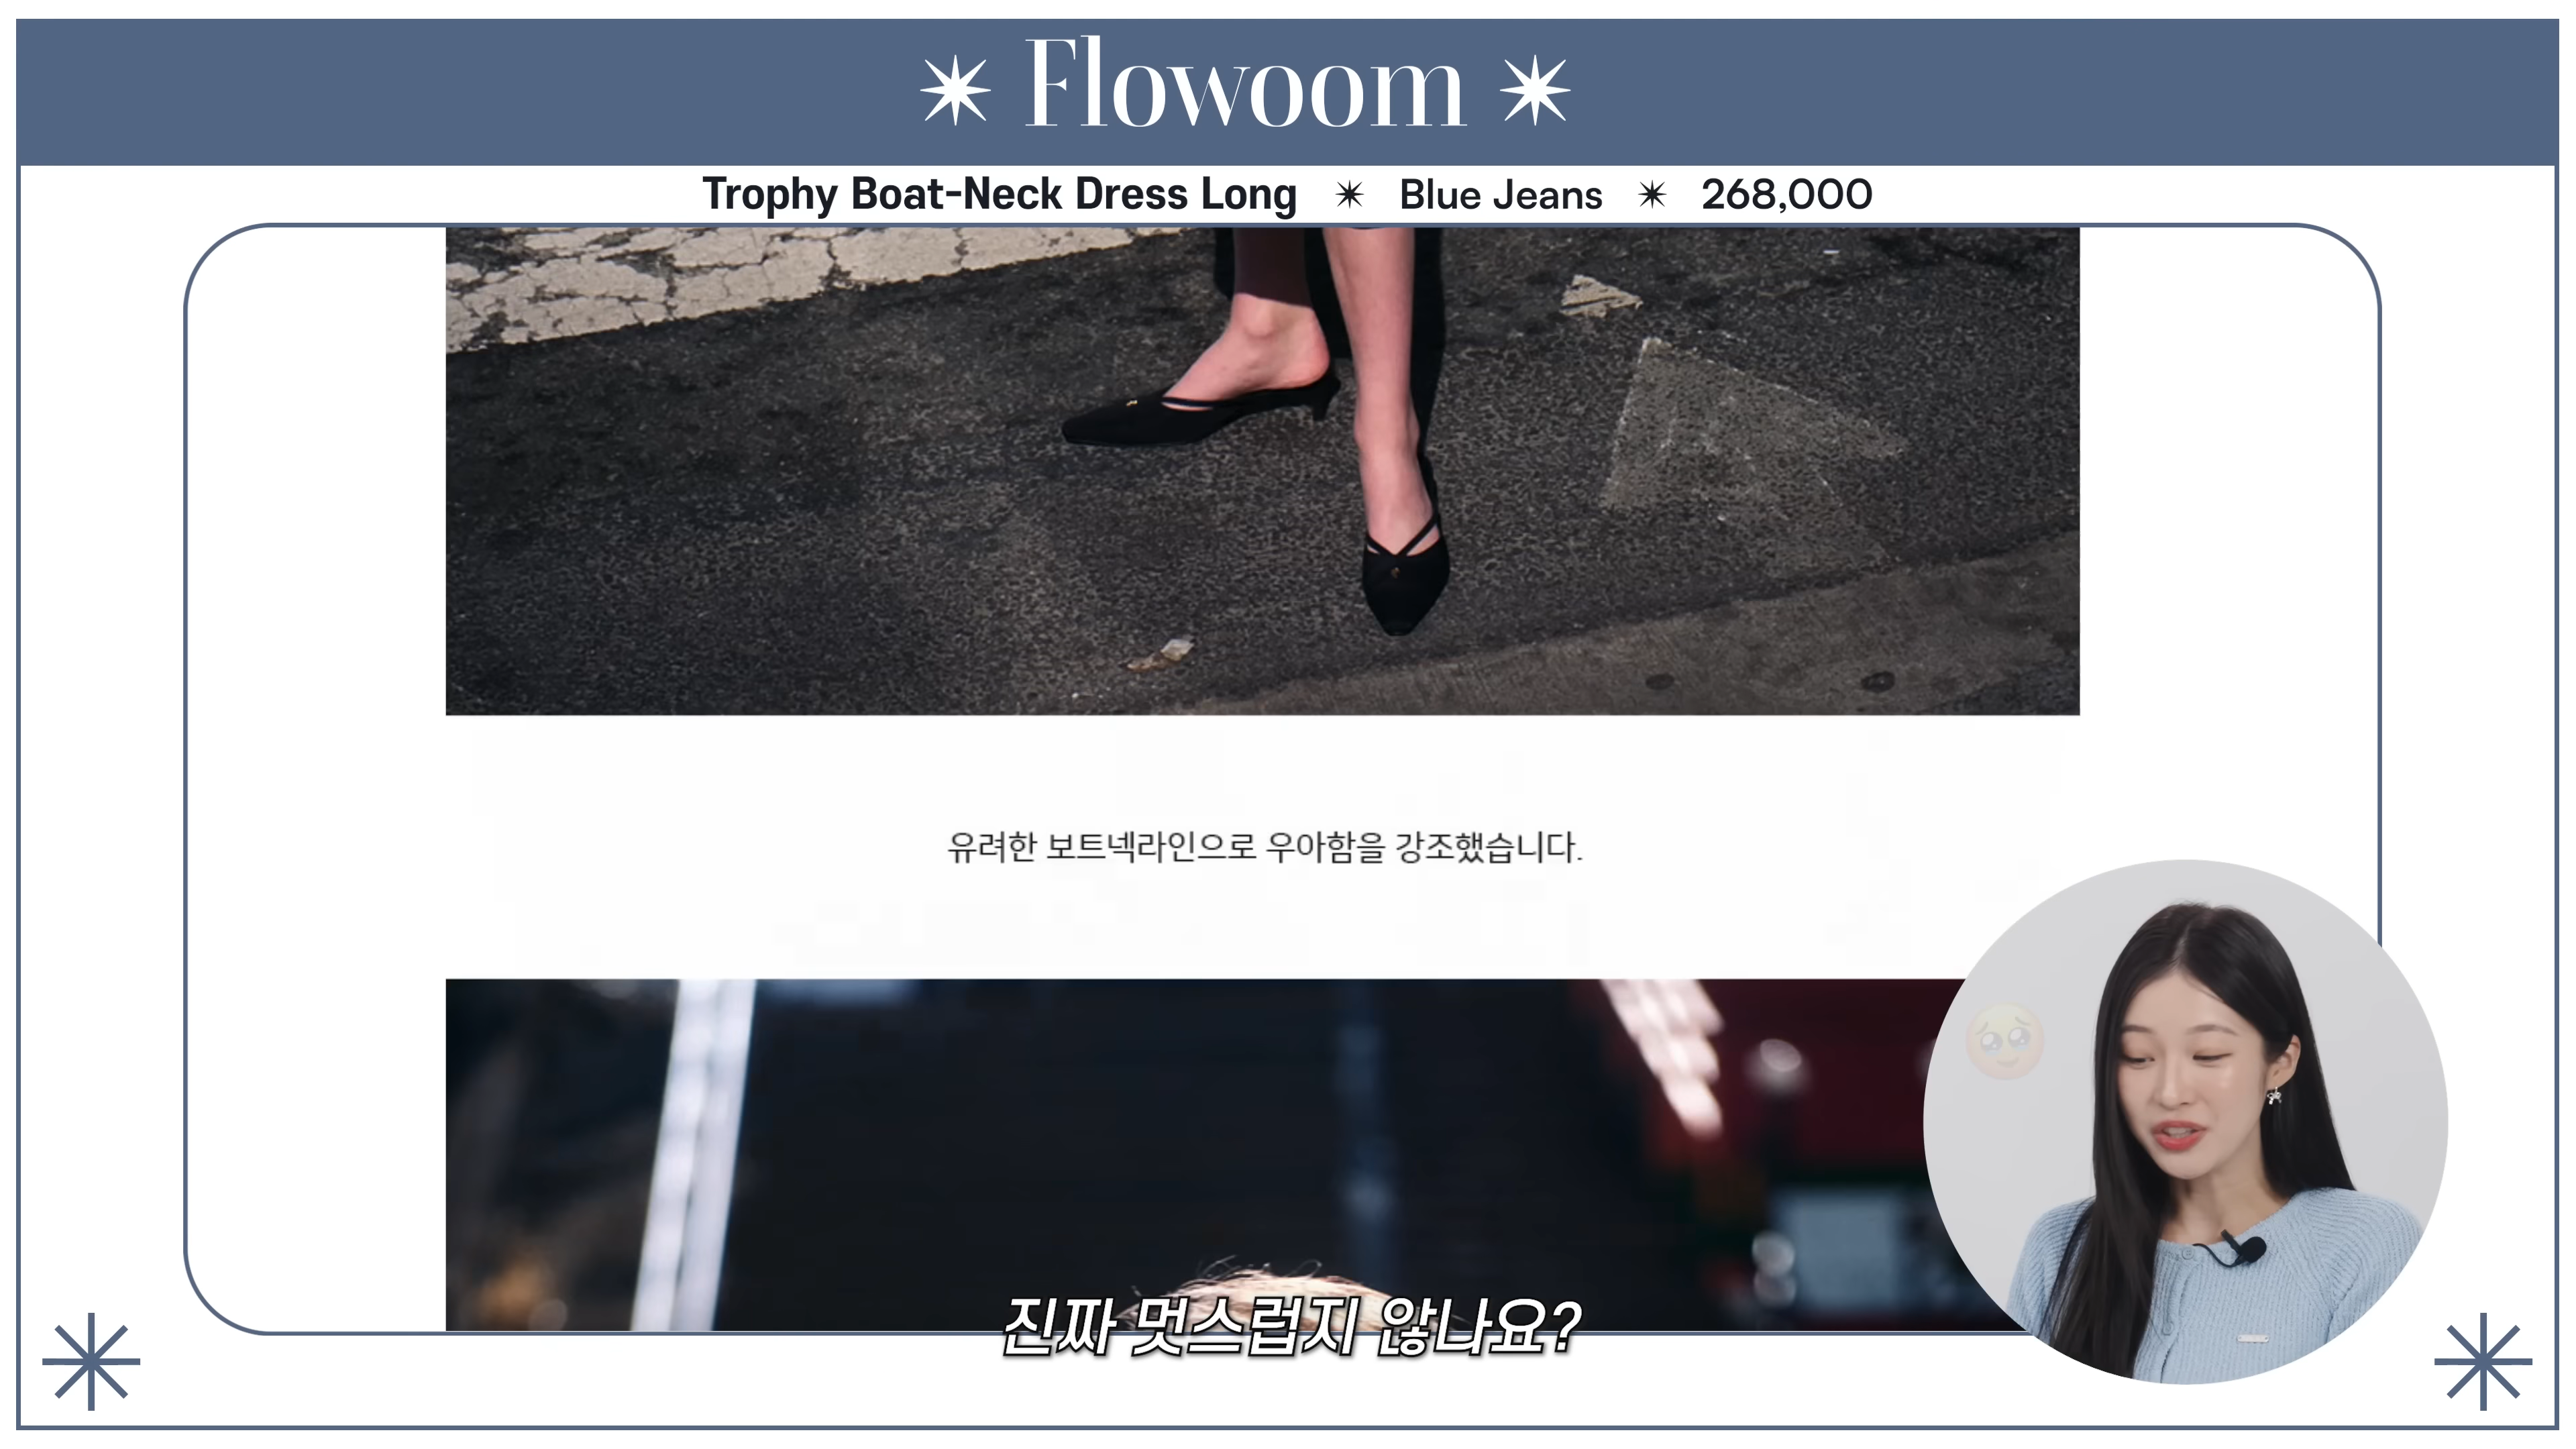 Flowoom
Trophy Boat-Neck Dress Long ✴ Blue Jeans ✴ 268,000
유려한 보트넥라인으로 우아함을 강조했습니다.
진짜 멋스럽지 않나요?